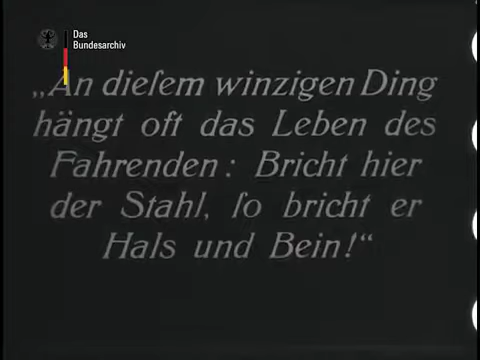 Das
Bundesarchiv
„An dieſem winzigen Ding
hängt oft das Leben des
Fahrenden: Bricht hier
der Stahl, ſo bricht er
Hals und Bein!“